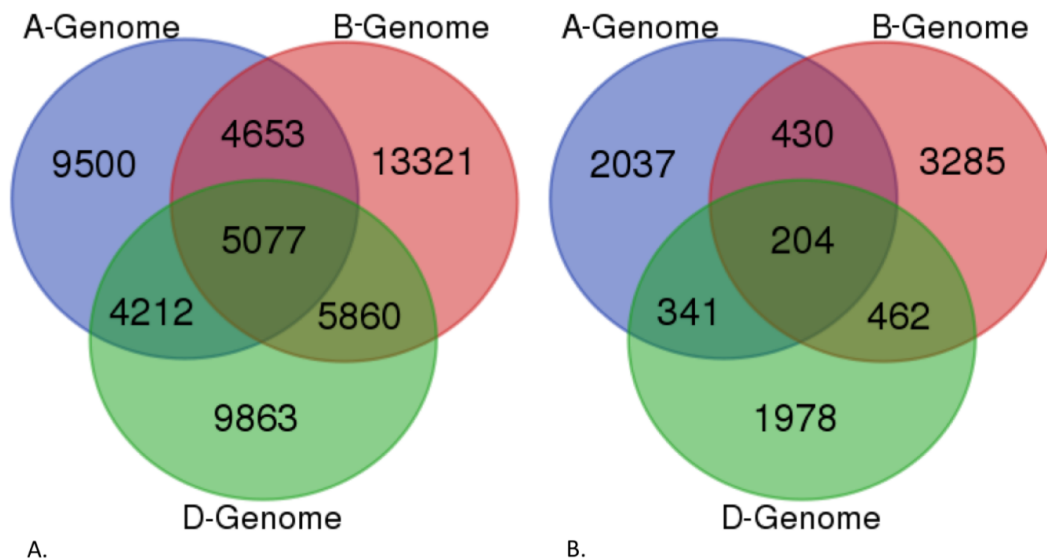 A-Genome B-Genome
9500 4653 13321
5077
4212 5860
9863
D-Genome
A.
A-Genome B-Genome
2037 430 3285
204
341 462
1978
D-Genome
B.